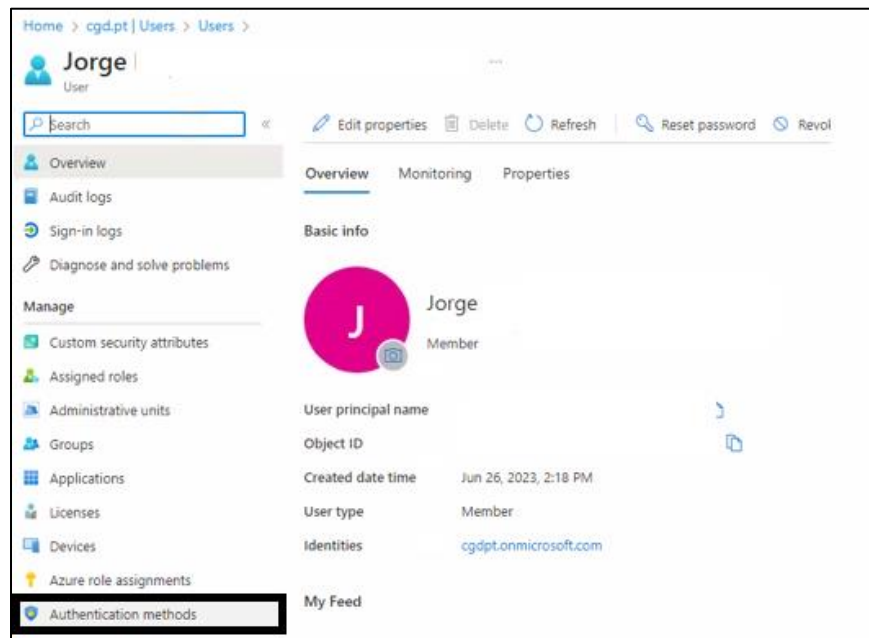 Home > cgd.pt | Users > Users >
Jorge
User
Search
Edit properties Delete Refresh Reset password Revol
Overview
Audit logs
Sign-in logs
Diagnose and solve problems
Manage
Custom security attributes
Assigned roles
Administrative units
Groups
Applications
Licenses
Devices
Azure role assignments
Authentication methods
Overview Monitoring Properties
Basic info
J
Jorge
Member
User principal name
Object ID
Created date time Jun 26, 2023, 2:18 PM
User type Member
Identities cgdpt.onmicrosoft.com
My Feed